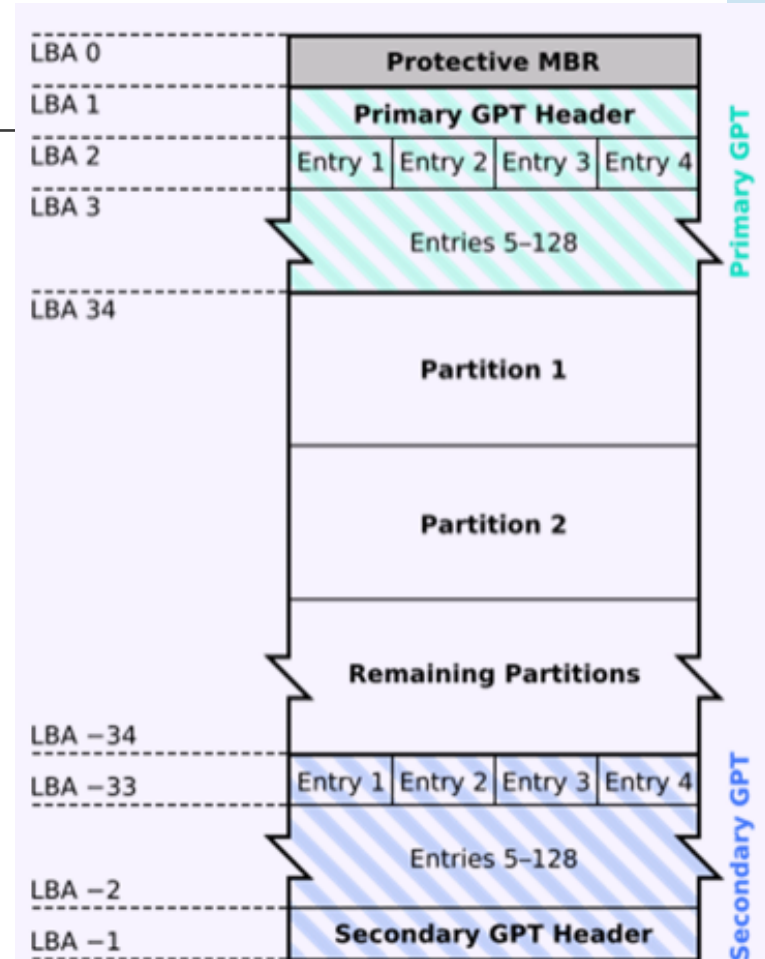 LBA 0
Protective MBR
LBA 1
Primary GPT Header
LBA 2
Entry 1 Entry 2 Entry 3 Entry 4
LBA 3
Entries 5–128
Primary GPT
LBA 34
Partition 1
Partition 2
Remaining Partitions
LBA −34
LBA −33
Entry 1 Entry 2 Entry 3 Entry 4
Entries 5–128
LBA −2
Secondary GPT Header
LBA −1
Secondary GPT